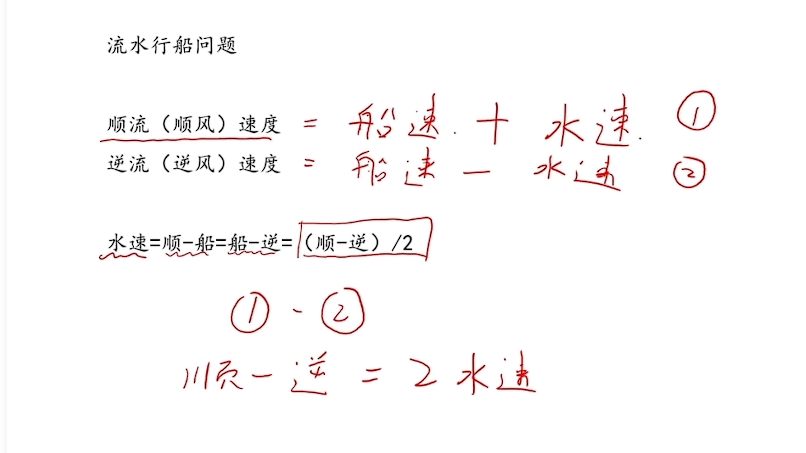 流水行船问题
顺流（顺风）速度 = 船速 + 水速 ①
逆流（逆风）速度 = 船速 - 水速 ②
水速=顺-船=船-逆=（顺-逆）/2
① - ②
顺 - 逆 = 2 水速